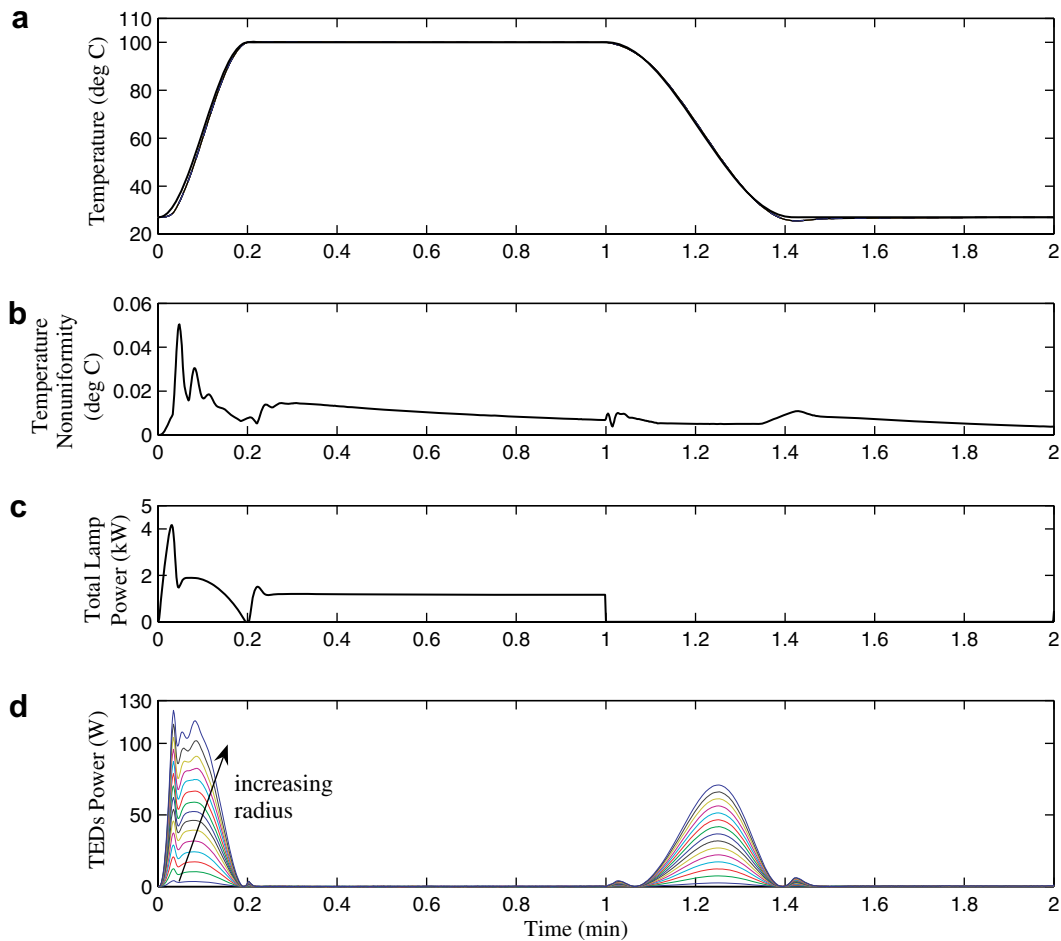 a
Temperature (deg C)
110
100
80
60
40
20
0 0.2 0.4 0.6 0.8 1 1.2 1.4 1.6 1.8 2
b
Temperature
Nonuniformity
(deg C)
0.06
0.04
0.02
0
0 0.2 0.4 0.6 0.8 1 1.2 1.4 1.6 1.8 2
c
Total Lamp
Power (kW)
5
4
2
0
0 0.2 0.4 0.6 0.8 1 1.2 1.4 1.6 1.8 2
d
TEDs Power (W)
130
100
50
0
increasing
radius
0 0.2 0.4 0.6 0.8 1 1.2 1.4 1.6 1.8 2
Time (min)